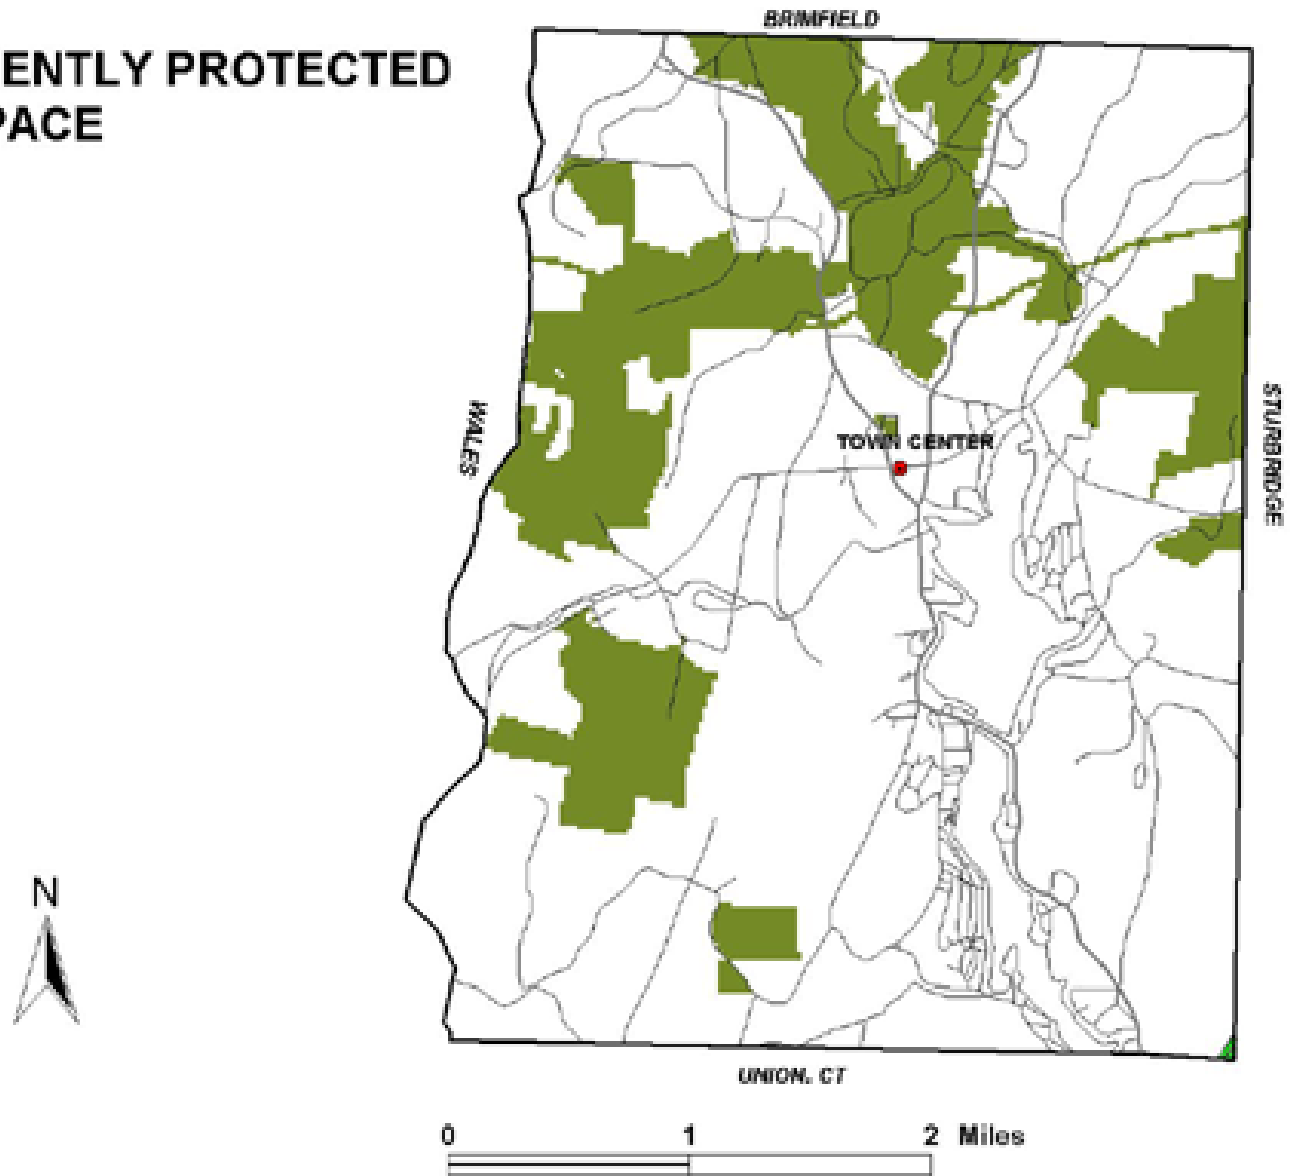 BRIMFIELD
ENTLY PROTECTED
PACE
WALES
TOWN CENTER
STURBRIDGE
N
UNION, CT
0 1 2 Miles